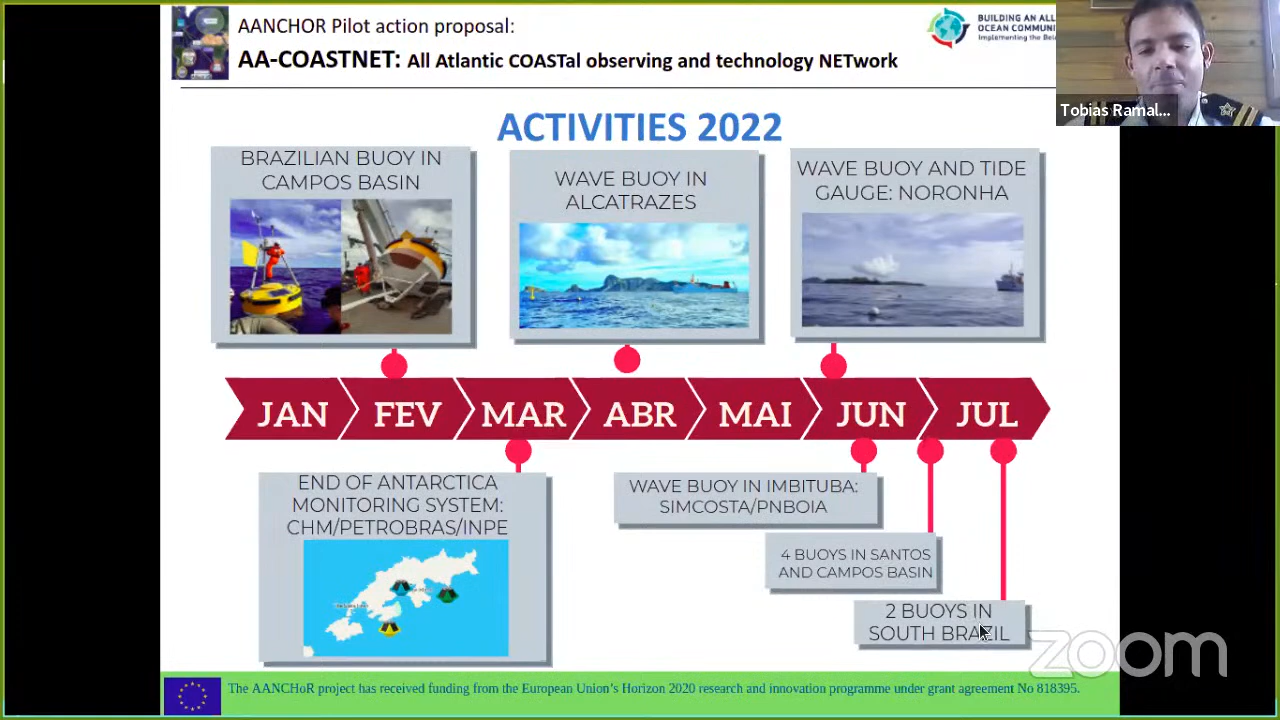 AANCHOR Pilot action proposal:
AA-COASTNET: All Atlantic COASTal observing and technology NETwork
BUILDING AN ALL
OCEAN COMMUNI
Implementing the Bel
Tobias Ramal...
ACTIVITIES 2022
BRAZILIAN BUOY IN
CAMPOS BASIN
WAVE BUOY IN
ALCATRAZES
WAVE BUOY AND TIDE
GAUGE: NORONHA
JAN FEV MAR ABR MAI JUN JUL
END OF ANTARCTICA
MONITORING SYSTEM:
CHM/PETROBRAS/INPE
WAVE BUOY IN IMBITUBA:
SIMCOSTA/PNBOIA
4 BUOYS IN SANTOS
AND CAMPOS BASIN
2 BUOYS IN
SOUTH BRAZIL
zoom
The AANCHoR project has received funding from the European Union's Horizon 2020 research and innovation programme under grant agreement No 818395.